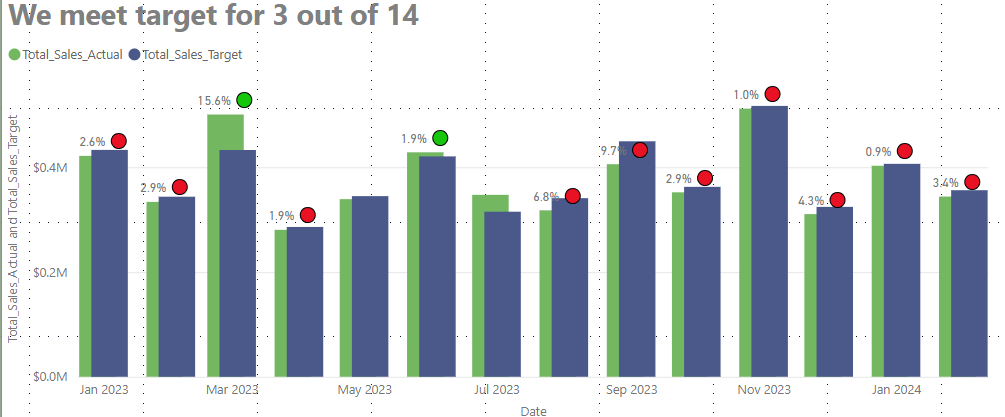 We meet target for 3 out of 14
Total_Sales_Actual Total_Sales_Target
Total_Sales_Actual and Total_Sales_Target
$0.4M
$0.2M
$0.0M
2.6%
2.9%
15.6%
1.9%
1.9%
6.8%
9.7%
2.9%
1.0%
4.3%
0.9%
3.4%
Jan 2023 Mar 2023 May 2023 Jul 2023 Sep 2023 Nov 2023 Jan 2024
Date